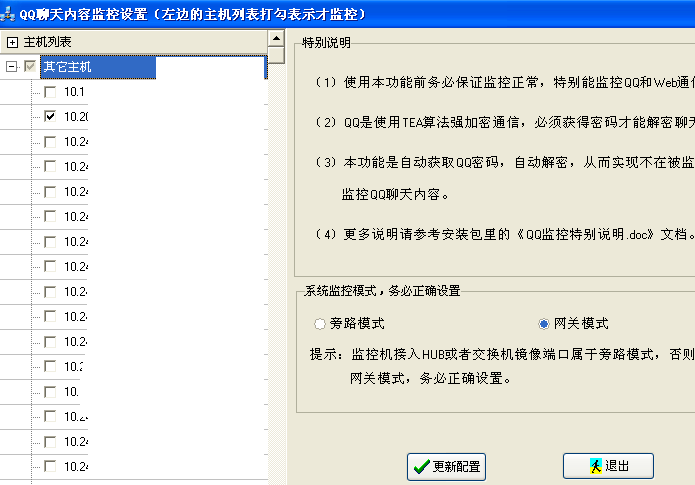 QQ聊天内容监控设置（左边的主机列表打勾表示才监控）
主机列表
其它主机
10.1
10.20
10.24
10.24
10.24
10.24
10.24
10.24
10.24
10.24
10.24
10.2
10.
10.24
10.24
10.24
特别说明
（1）使用本功能前务必保证监控正常，特别能监控QQ和Web通信
（2）QQ是使用TEA算法强加密通信，必须获得密码才能解密聊天
（3）本功能是自动获取QQ密码，自动解密，从而实现不在被监
监控QQ聊天内容。
（4）更多说明请参考安装包里的《QQ监控特别说明.doc》文档。
系统监控模式，务必正确设置
旁路模式
网关模式
提示：监控机接入HUB或者交换机镜像端口属于旁路模式，否则
网关模式，务必正确设置。
更新配置
退出